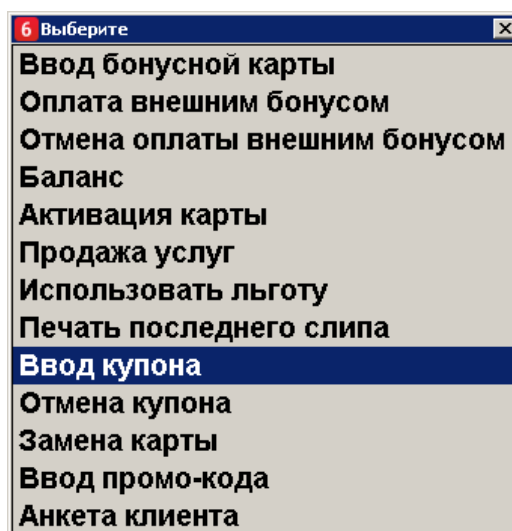 6 Выберите
Ввод бонусной карты
Оплата внешним бонусом
Отмена оплаты внешним бонусом
Баланс
Активация карты
Продажа услуг
Использовать льготу
Печать последнего слипа
Ввод купона
Отмена купона
Замена карты
Ввод промо-кода
Анкета клиента